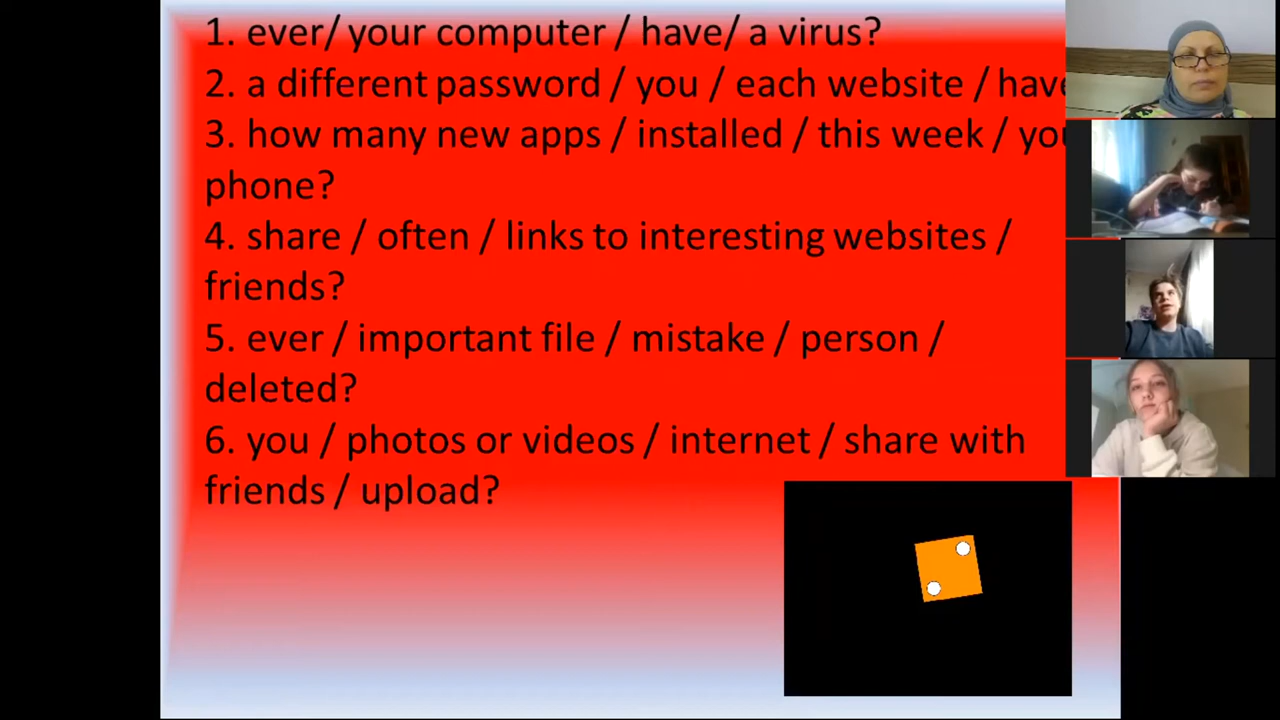 1. ever/ your computer / have/ a virus?
2. a different password / you / each website / have
3. how many new apps / installed / this week /
phone?
4. share / often / links to interesting websites /
friends?
5. ever / important file / mistake / person /
deleted?
6. you / photos or videos / internet / share with
friends / upload?